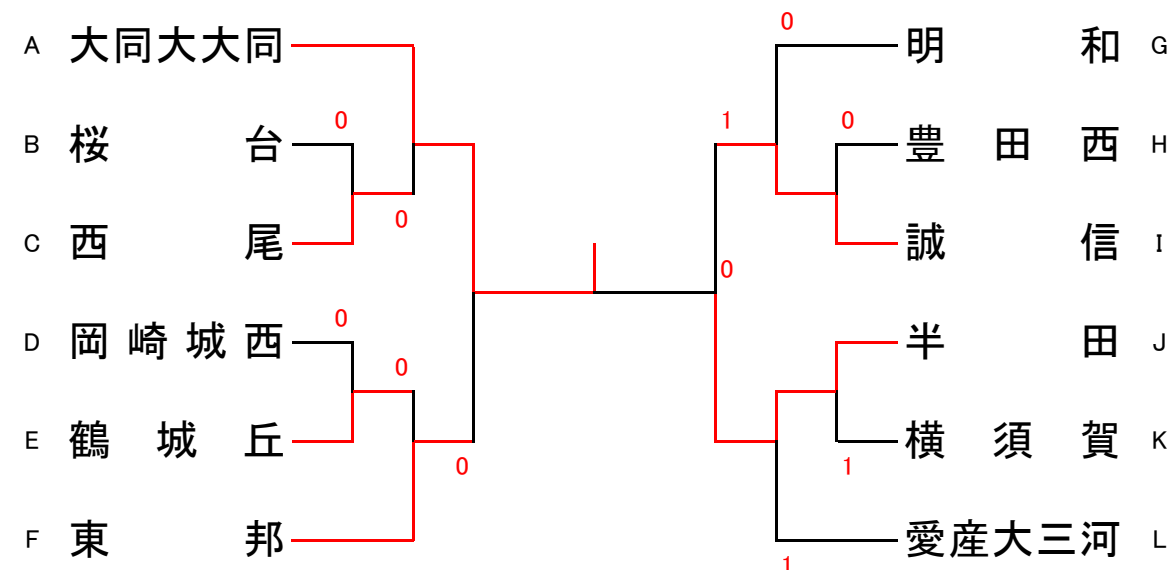 A 大同大大同
B 桜台
C 西尾
D 岡崎城西
E 鶴城丘
F 東邦
0
0
0
0
0
0
1
0
0
1
1
明和 G
豊田西 H
誠信 I
半田 J
横須賀 K
愛産大三河 L